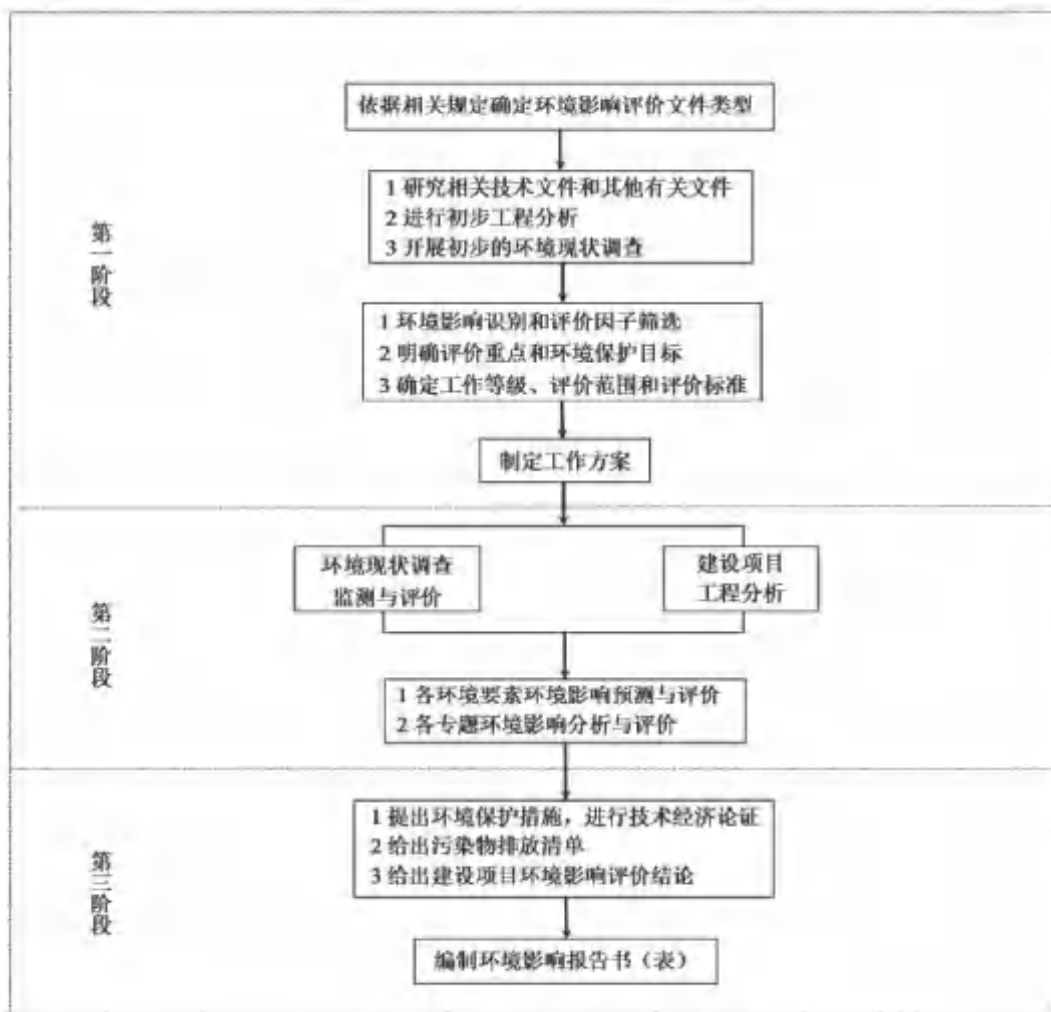 依据相关规定确定环境影响评价文件类型
1 研究相关技术文件和其他有关文件
2 进行初步工程分析
3 开展初步的环境现状调查
第一阶段
1 环境影响识别和评价因子筛选
2 明确评价重点和环境保护目标
3 确定工作等级、评价范围和评价标准
制定工作方案
环境现状调查
监测与评价
建设项目
工程分析
第二阶段
1 各环境要素环境影响预测与评价
2 各专题环境影响分析与评价
1 提出环境保护措施，进行技术经济论证
2 给出污染物排放清单
3 给出建设项目环境影响评价结论
第三阶段
编制环境影响报告书（表）